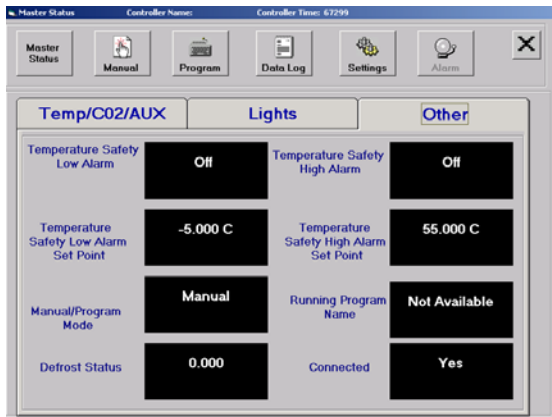 Master Status Controller Name: Controller Time: 67299
Master
Status
Manual
Program
Data Log
Settings
Alarm
Temp/C02/AUX
Lights
Other
Temperature Safety
Low Alarm
Off
Temperature Safety
High Alarm
Off
Temperature
Safety Low Alarm
Set Point
-5.000 C
Temperature
Safety High Alarm
Set Point
55.000 C
Manual/Program
Mode
Manual
Running Program
Name
Not Available
Defrost Status
0.000
Connected
Yes